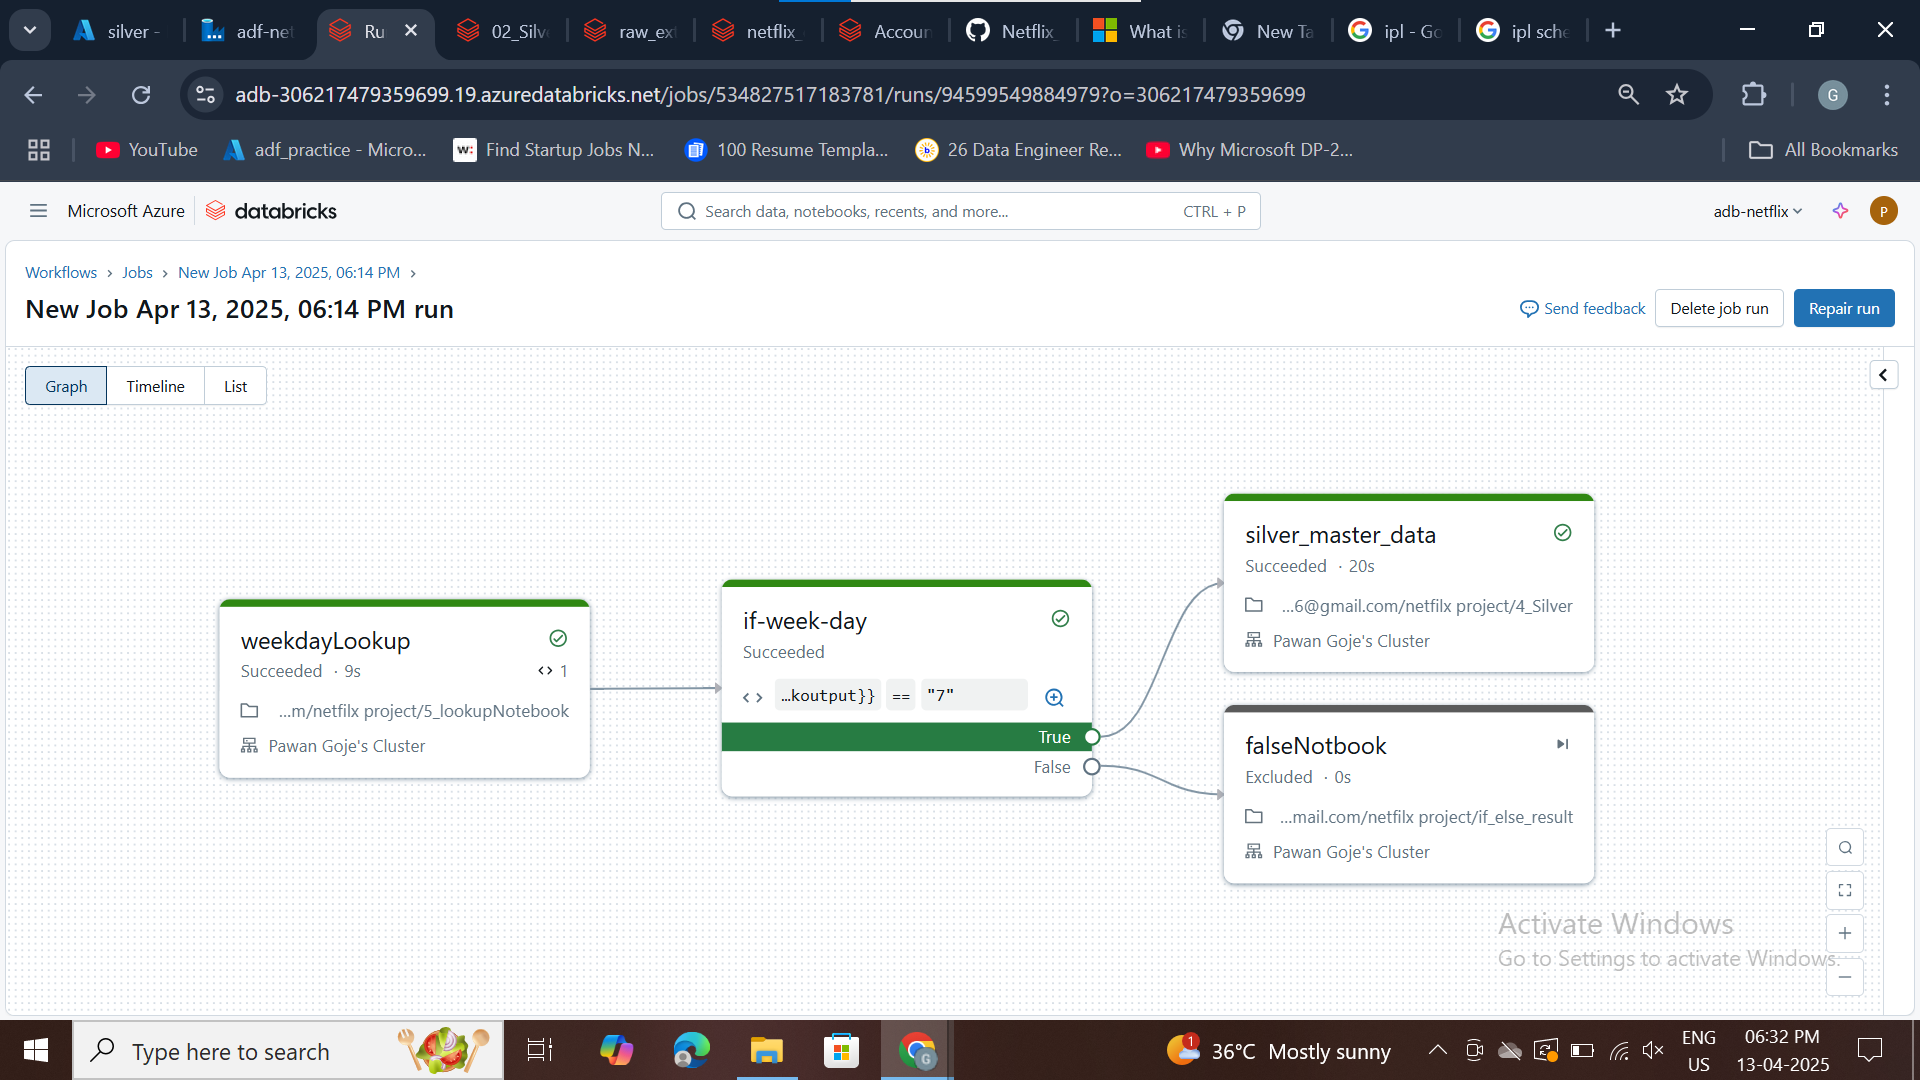 silver -
adf-net
Ru
02_Silve
raw_ext
netflix_
Accoun
Netflix_
What is
New Ta
ipl - Go
ipl sche
adb-306217479359699.19.azuredatabricks.net/jobs/534827517183781/runs/94599549884979?o=306217479359699
G
YouTube
adf_practice - Micro...
w:
Find Startup Jobs N...
100 Resume Templa...
b
26 Data Engineer Re...
Why Microsoft DP-2...
All Bookmarks
Microsoft Azure
databricks
Search data, notebooks, recents, and more...
CTRL + P
adb-netflix
P
Workflows > Jobs > New Job Apr 13, 2025, 06:14 PM >
New Job Apr 13, 2025, 06:14 PM run
Send feedback
Delete job run
Repair run
Graph
Timeline
List
weekdayLookup
Succeeded · 9s
<> 1
...m/netfilx project/5_lookupNotebook
Pawan Goje's Cluster
if-week-day
Succeeded
<> …koutput}} == "7"
True
False
silver_master_data
Succeeded · 20s
...6@gmail.com/netfilx project/4_Silver
Pawan Goje's Cluster
falseNotbook
Excluded · 0s
...mail.com/netfilx project/if_else_result
Pawan Goje's Cluster
Activate Windows
Go to Settings to activate Windows.
Type here to search
G
1
36°C Mostly sunny
ENG
US
06:32 PM
13-04-2025